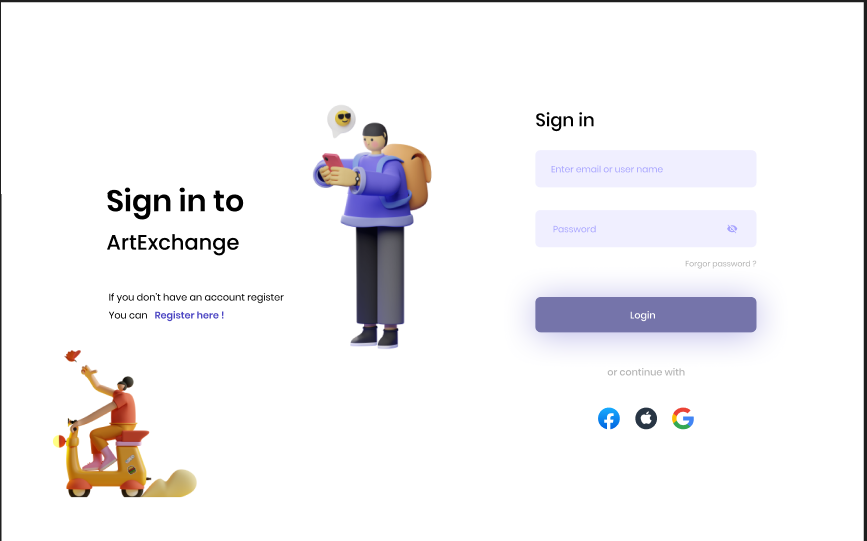 Sign in to
ArtExchange
If you don't have an account register
You can Register here !
Sign in
Enter email or user name
Password
Forgor password ?
Login
or continue with